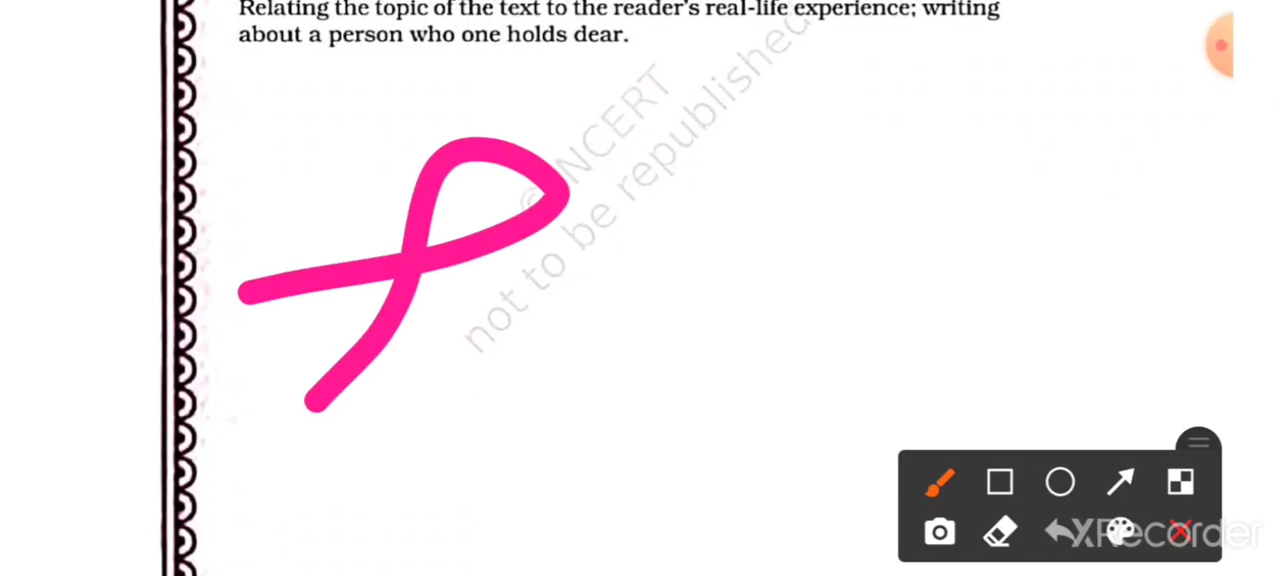 Relating the topic of the text to the reader's real-life experience; writing
about a person who one holds dear.
© NCERT
not to be republished
XRecorder